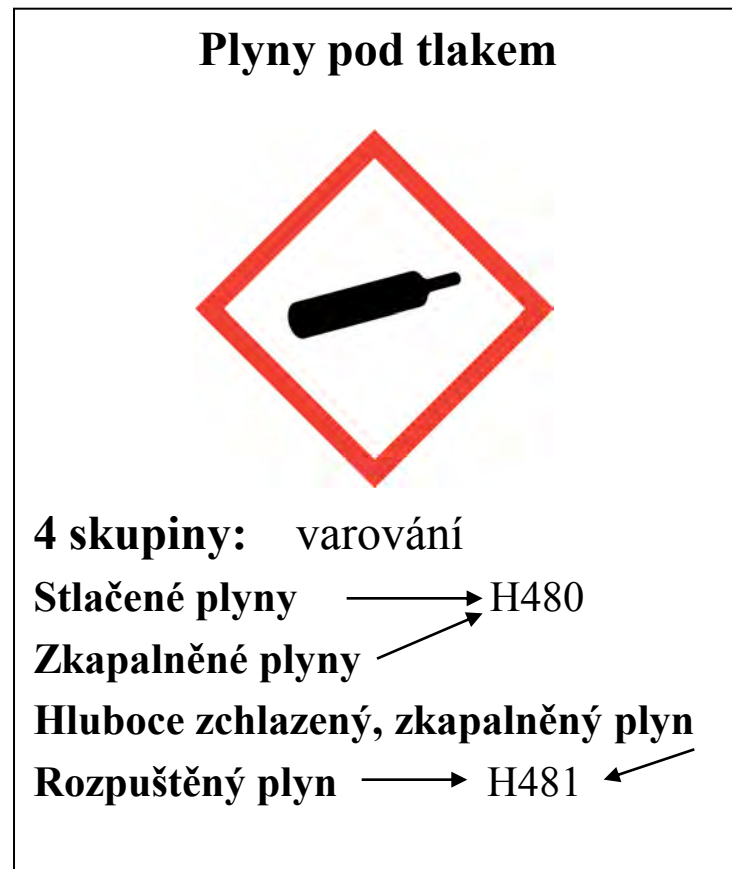 Plyny pod tlakem
4 skupiny: varování
Stlačené plyny H480
Zkapalněné plyny
Hluboce zchlazený, zkapalněný plyn
Rozpuštěný plyn H481